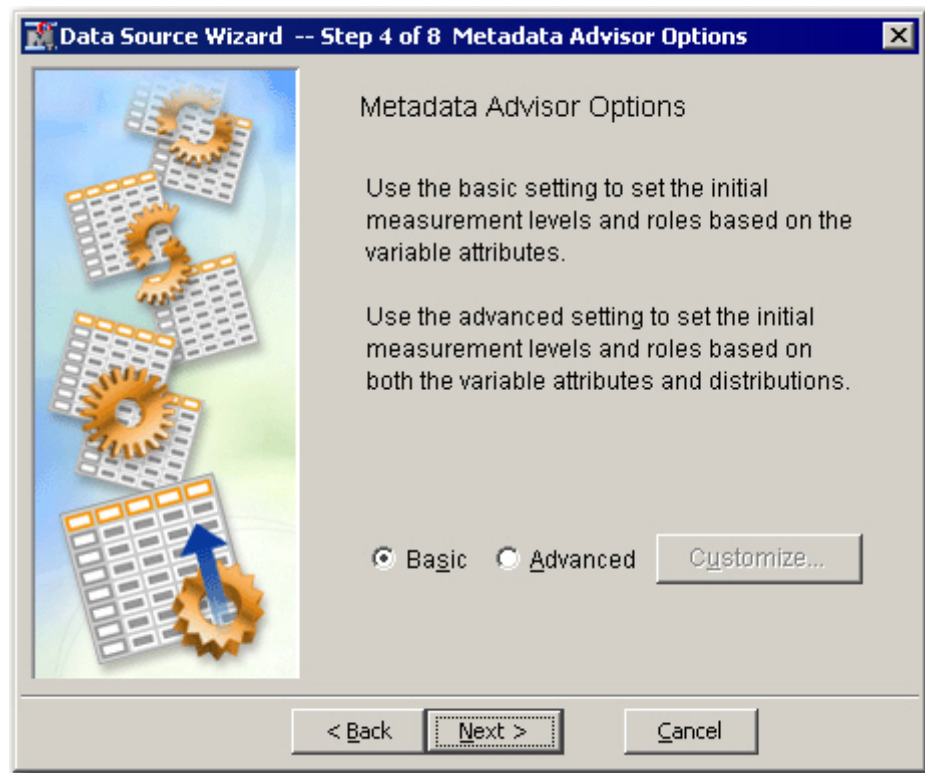 Data Source Wizard -- Step 4 of 8 Metadata Advisor Options
Metadata Advisor Options
Use the basic setting to set the initial
measurement levels and roles based on the
variable attributes.
Use the advanced setting to set the initial
measurement levels and roles based on
both the variable attributes and distributions.
Basic Advanced Customize...
< Back Next > Cancel